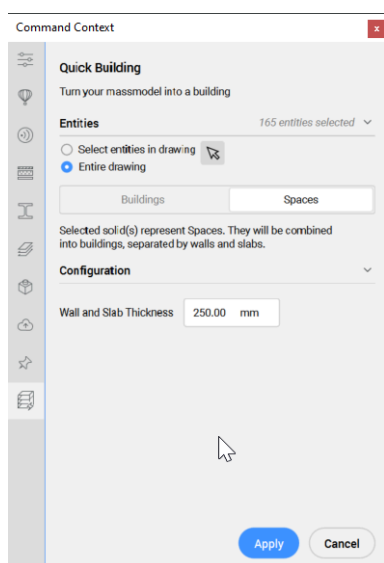 Command Context
x
Quick Building
Turn your massmodel into a building
Entities 165 entities selected
Select entities in drawing
Entire drawing
Buildings Spaces
Selected solid(s) represent Spaces. They will be combined
into buildings, separated by walls and slabs.
Configuration
Wall and Slab Thickness 250.00 mm
Apply Cancel